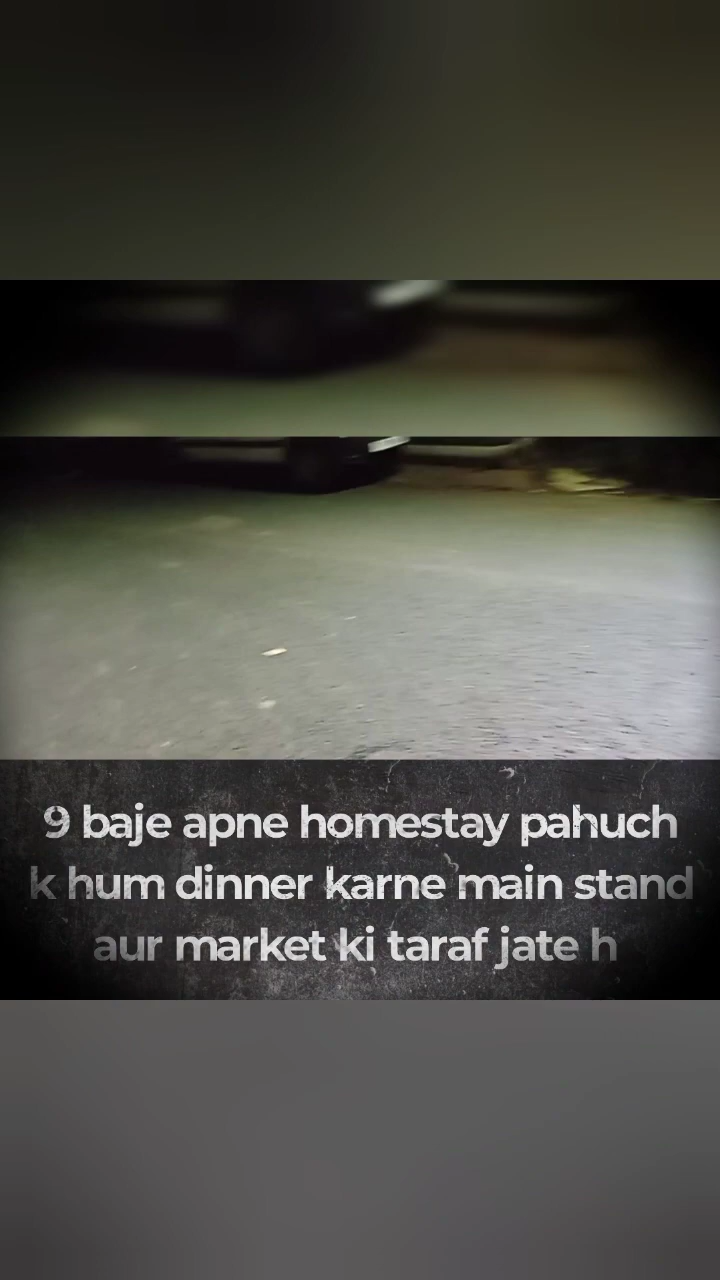 9 baje apne homestay pahuch
k hum dinner karne main stand
aur market ki taraf jate h